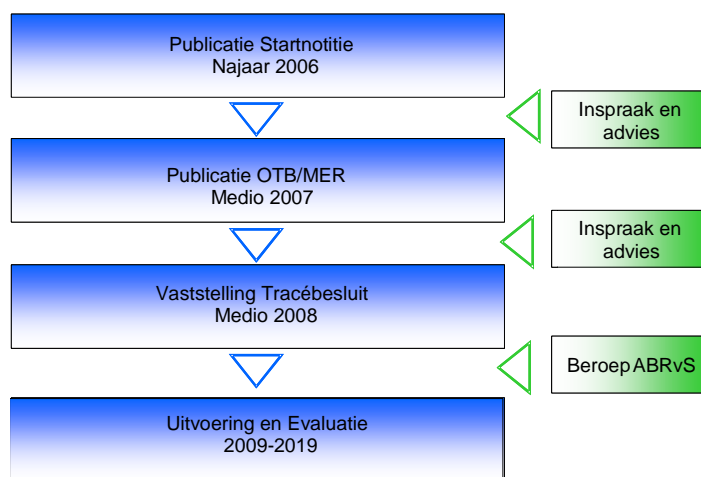 Publicatie Startnotitie
Najaar 2006
Inspraak en
advies
Publicatie OTB/MER
Medio 2007
Inspraak en
advies
Vaststelling Tracébesluit
Medio 2008
Beroep ABRvS
Uitvoering en Evaluatie
2009-2019